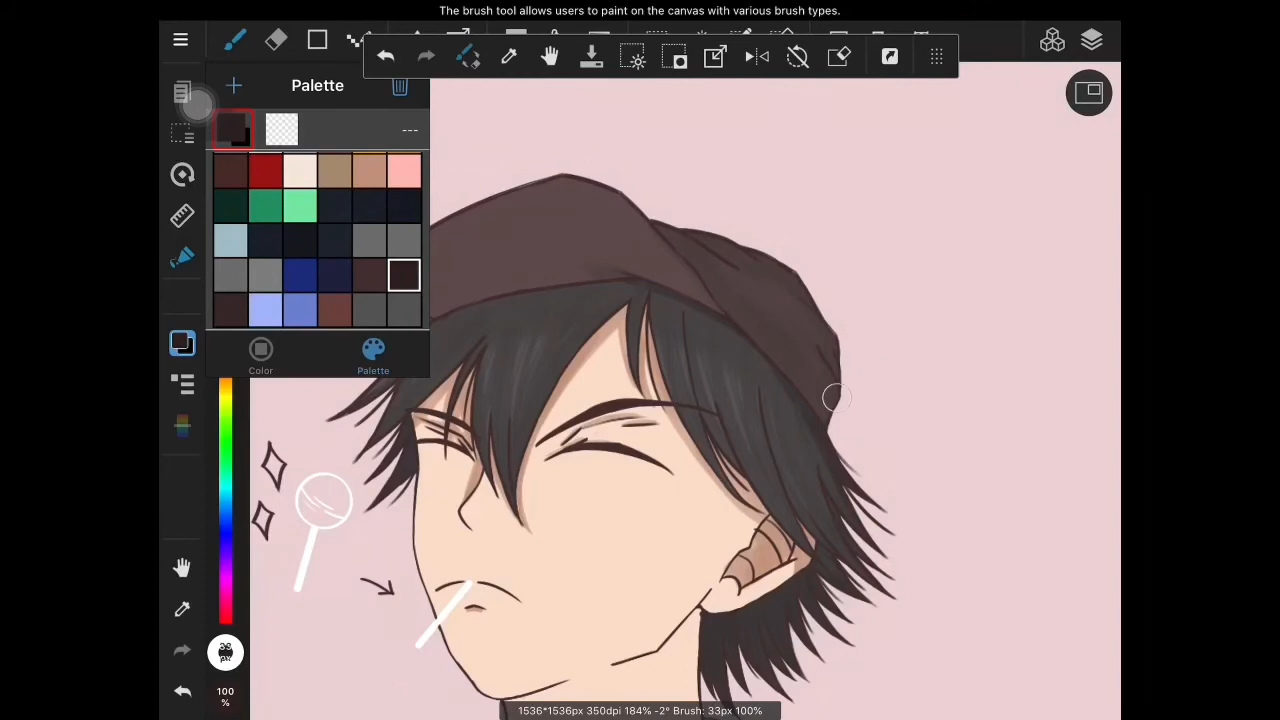 The brush tool allows users to paint on the canvas with various brush types.
Palette
---
Color
Palette
100
%
1536*1536px 350dpi 184% -2° Brush: 33px 100%